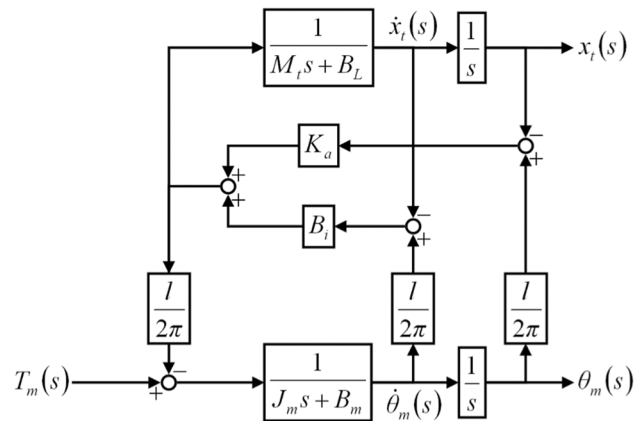 1 / (M_t s + B_L)
ẋ_t(s)
1 / s
x_t(s)
−
+
K_a
+
+
−
+
B_i
l / 2π
l / 2π
l / 2π
T_m(s)
−
+
1 / (J_m s + B_m)
θ̇_m(s)
1 / s
θ_m(s)